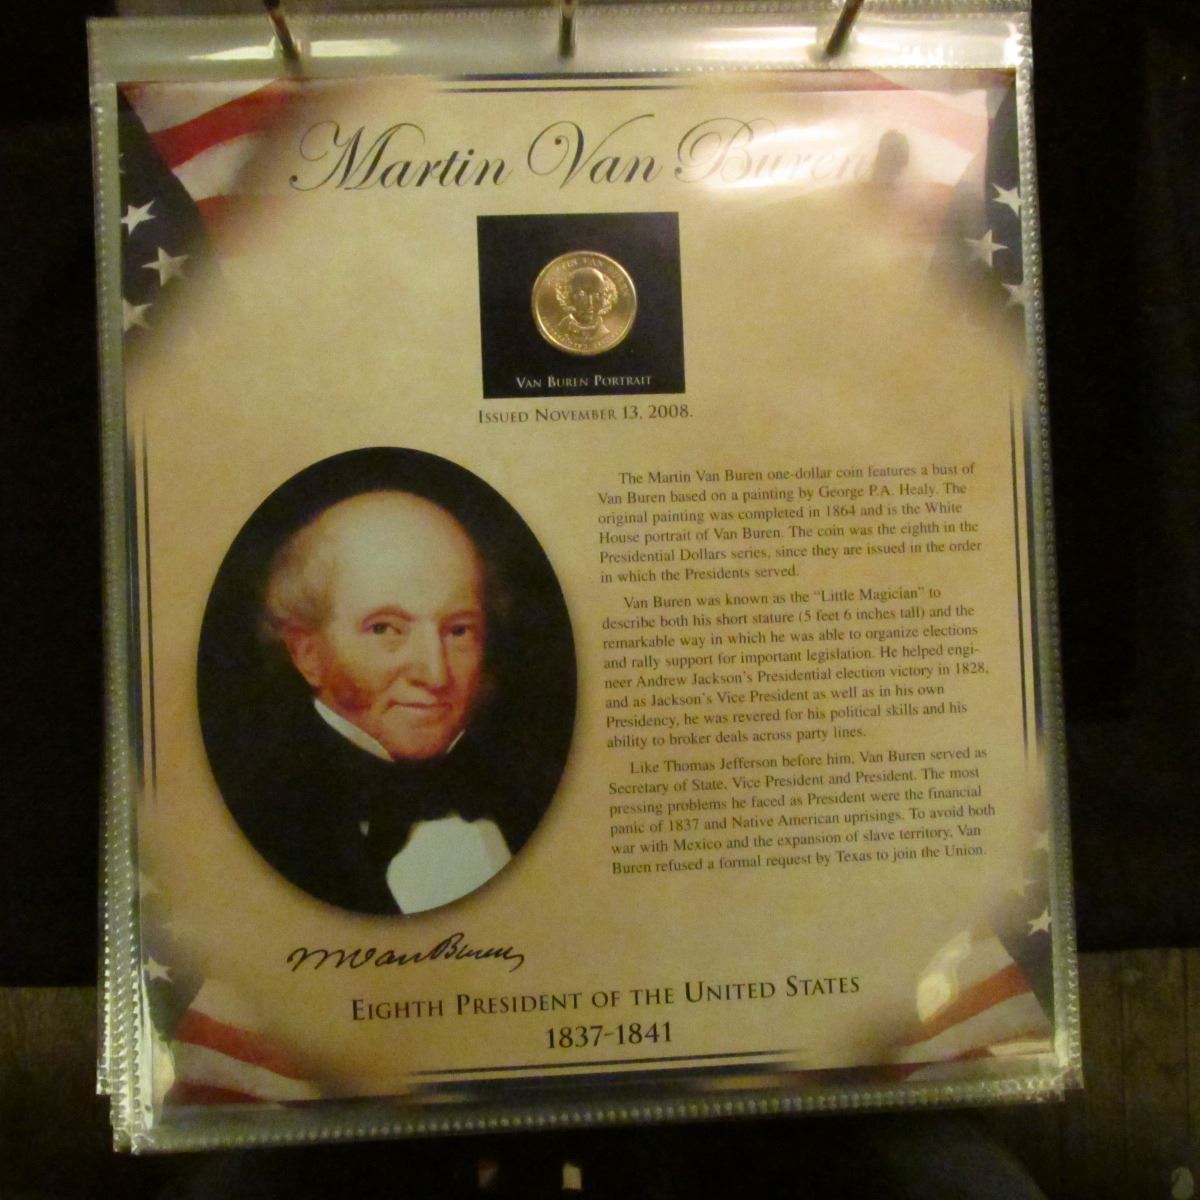 Martin Van Buren
MARTIN VAN BUREN
VAN BUREN PORTRAIT
ISSUED NOVEMBER 13, 2008.
The Martin Van Buren one-dollar coin features a bust of
Van Buren based on a painting by George P.A. Healy. The
original painting was completed in 1864 and is the White
House portrait of Van Buren. The coin was the eighth in the
Presidential Dollars series, since they are issued in the order
in which the Presidents served.
Van Buren was known as the “Little Magician” to
describe both his short stature (5 feet 6 inches tall) and the
remarkable way in which he was able to organize elections
and rally support for important legislation. He helped engi-
neer Andrew Jackson’s Presidential election victory in 1828,
and as Jackson’s Vice President as well as in his own
Presidency, he was revered for his political skills and his
ability to broker deals across party lines.
Like Thomas Jefferson before him, Van Buren served as
Secretary of State, Vice President and President. The most
pressing problems he faced as President were the financial
panic of 1837 and Native American uprisings. To avoid both
war with Mexico and the expansion of slave territory, Van
Buren refused a formal request by Texas to join the Union.
M Van Buren
EIGHTH PRESIDENT OF THE UNITED STATES
1837-1841